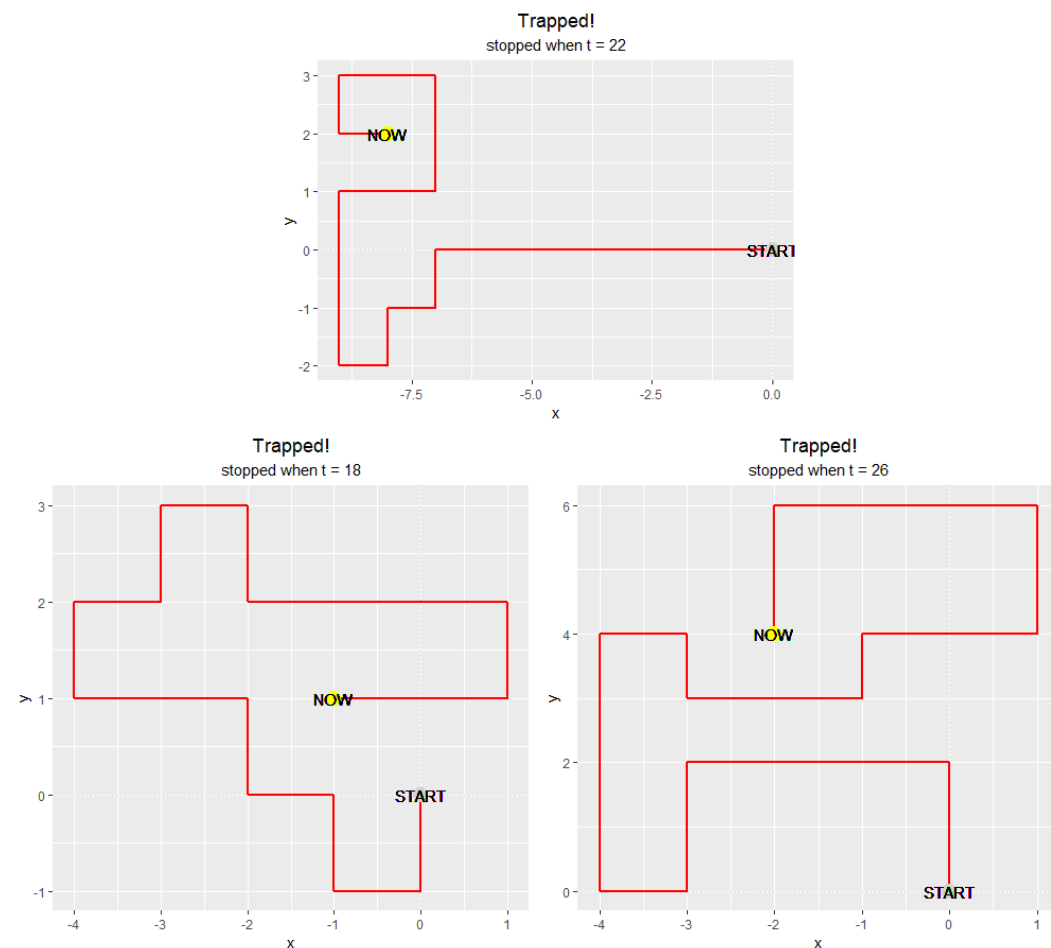 Trapped!
stopped when t = 22
3
NOW
2
1
y
0
START
-1
-2
-7.5 -5.0 -2.5 0.0
x
Trapped!
stopped when t = 18
3
2
y
1
NOW
0
START
-1
-4 -3 -2 -1 0 1
x
Trapped!
stopped when t = 26
6
4
NOW
y
2
0
START
-4 -3 -2 -1 0 1
x